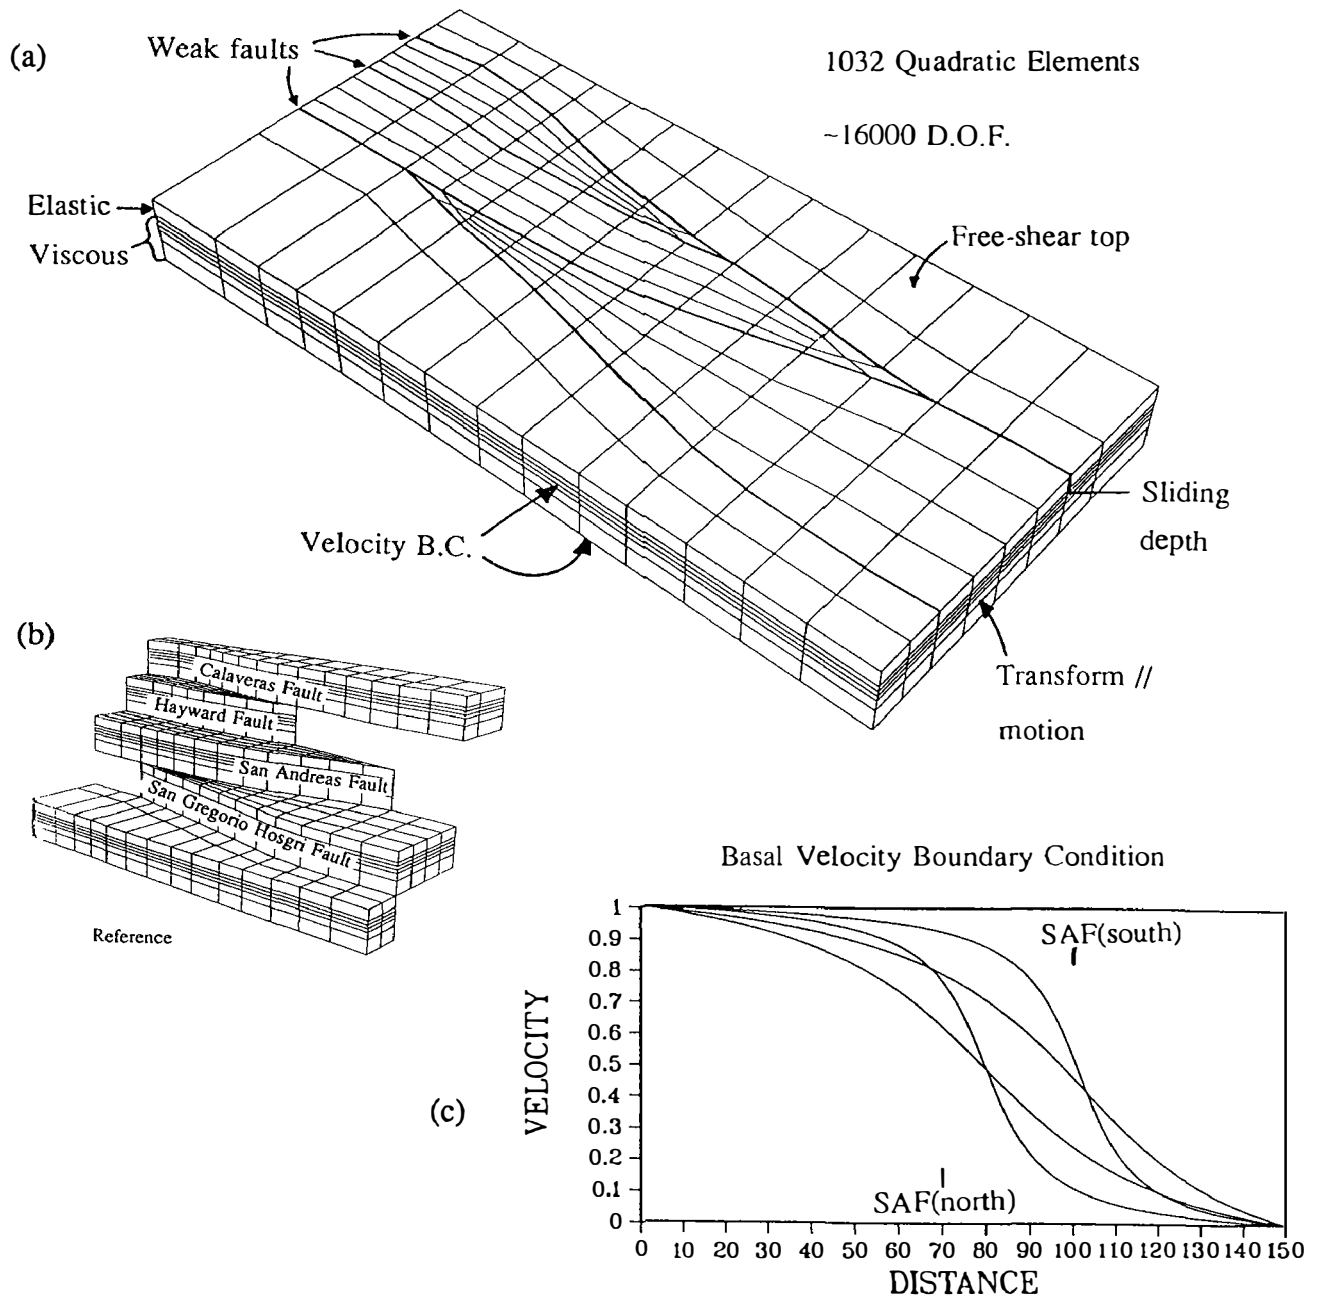 (a)
Weak faults
1032 Quadratic Elements
~16000 D.O.F.
Elastic
Viscous
Free-shear top
Sliding
depth
Velocity B.C.
Transform //
motion
(b)
Calaveras Fault
Hayward Fault
San Andreas Fault
San Gregorio Hosgri Fault
Reference
(c)
Basal Velocity Boundary Condition
VELOCITY
1
0.9
0.8
0.7
0.6
0.5
0.4
0.3
0.2
0.1
0
SAF(south)
SAF(north)
0 10 20 30 40 50 60 70 80 90 100 110 120 130 140 150
DISTANCE